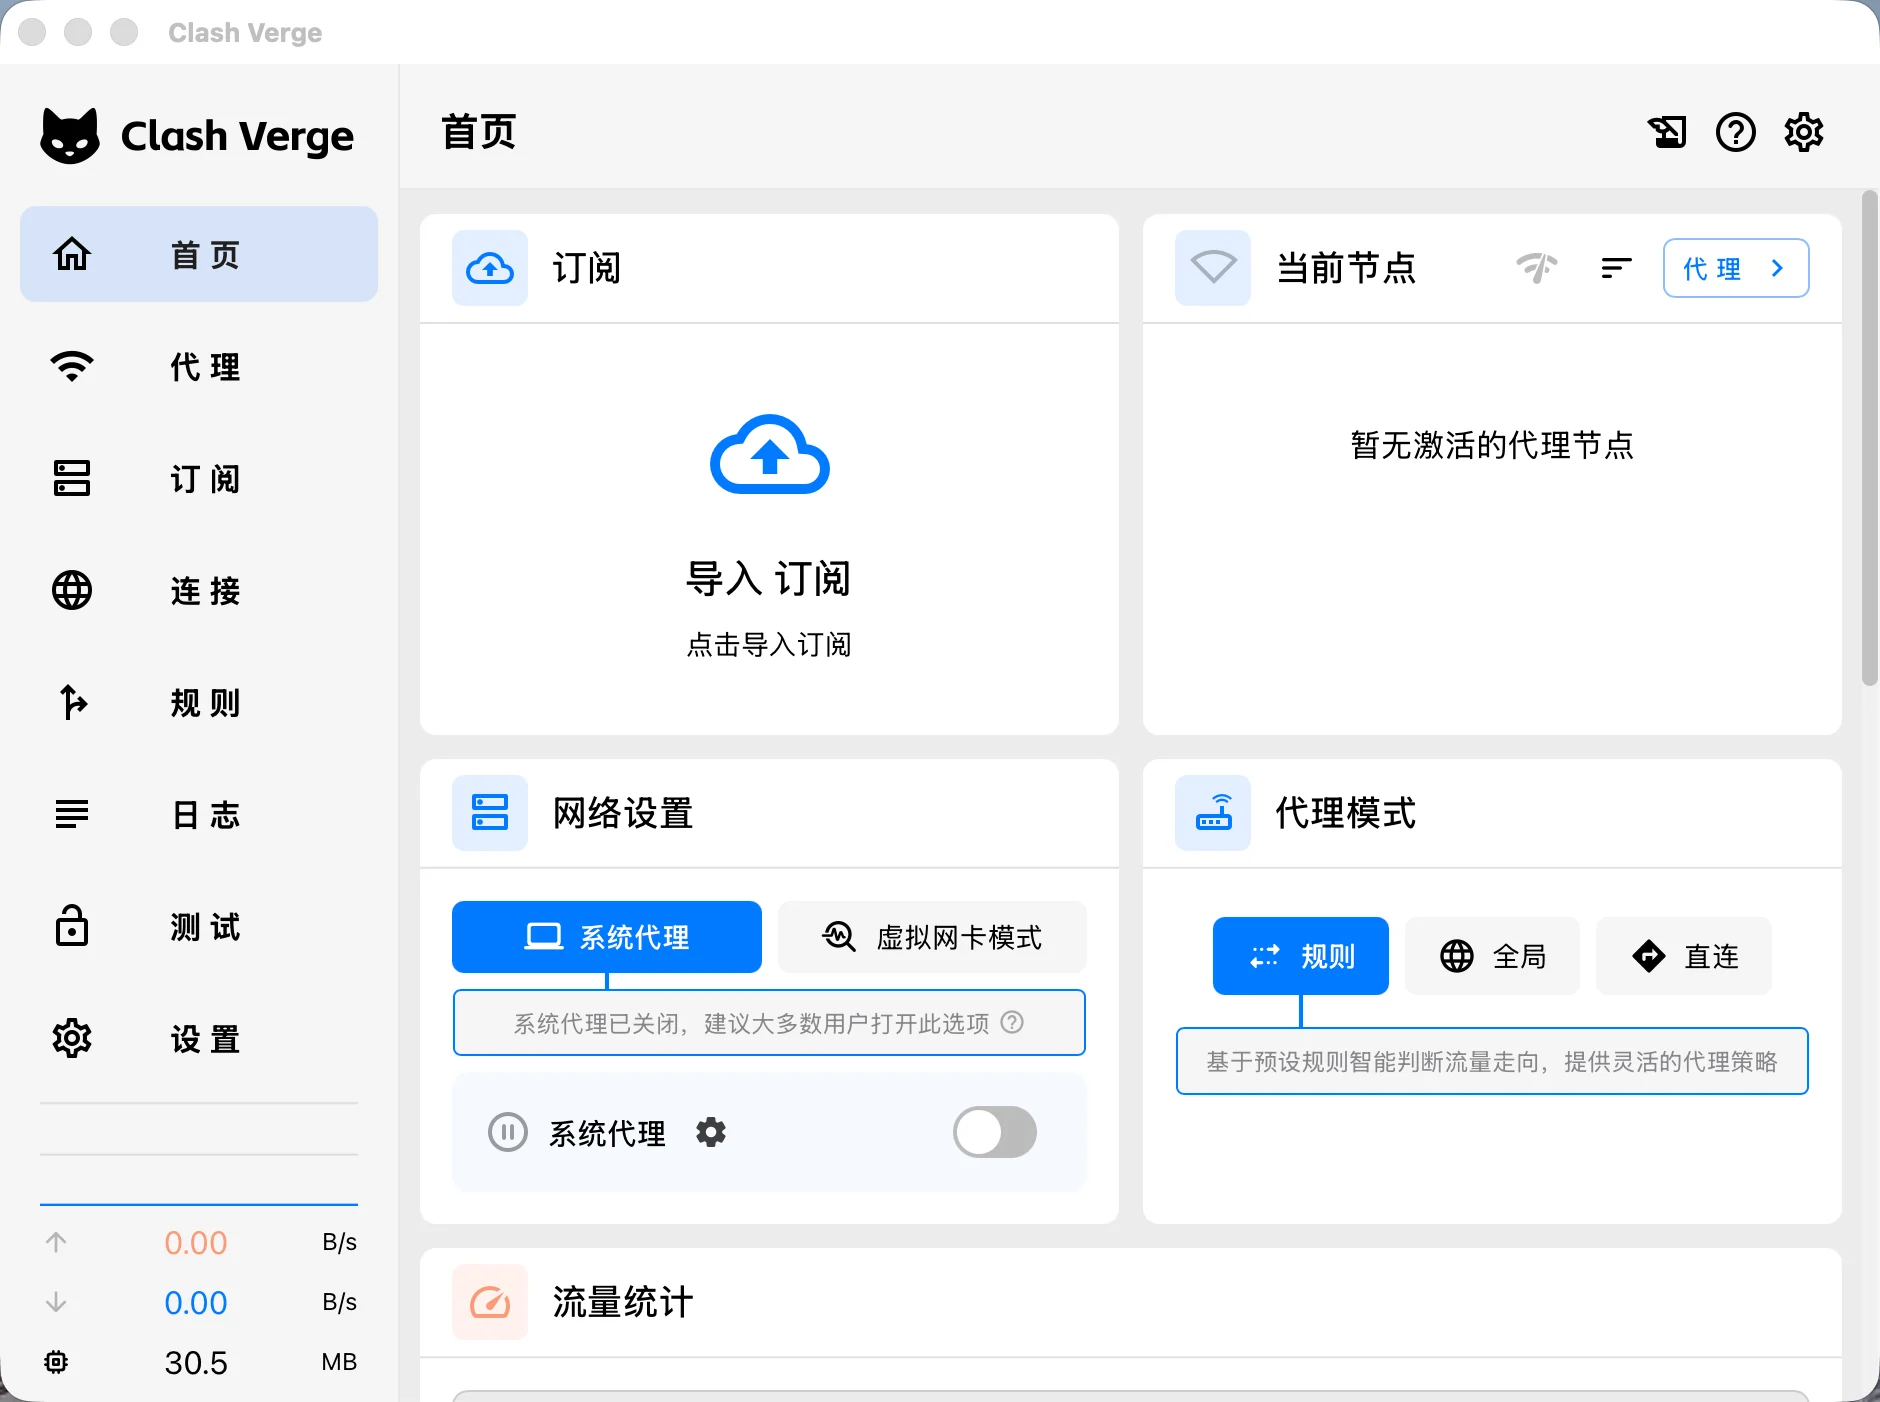 Clash Verge
Clash Verge
首页
代理
订阅
连接
规则
日志
测试
设置
0.00 B/s
0.00 B/s
30.5 MB
首页
订阅
导入 订阅
点击导入订阅
当前节点
代理
暂无激活的代理节点
网络设置
系统代理
虚拟网卡模式
系统代理已关闭，建议大多数用户打开此选项
系统代理
代理模式
规则
全局
直连
基于预设规则智能判断流量走向，提供灵活的代理策略
流量统计